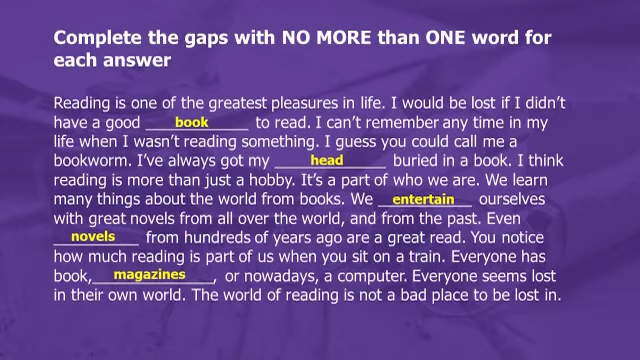 Complete the gaps with NO MORE than ONE word for
each answer
Reading is one of the greatest pleasures in life. I would be lost if I didn't
have a good ___book___ to read. I can't remember any time in my
life when I wasn't reading something. I guess you could call me a
bookworm. I've always got my ___head___ buried in a book. I think
reading is more than just a hobby. It's a part of who we are. We learn
many things about the world from books. We ___entertain___ ourselves
with great novels from all over the world, and from the past. Even
___novels___ from hundreds of years ago are a great read. You notice
how much reading is part of us when you sit on a train. Everyone has
book,___magazines___, or nowadays, a computer. Everyone seems lost
in their own world. The world of reading is not a bad place to be lost in.